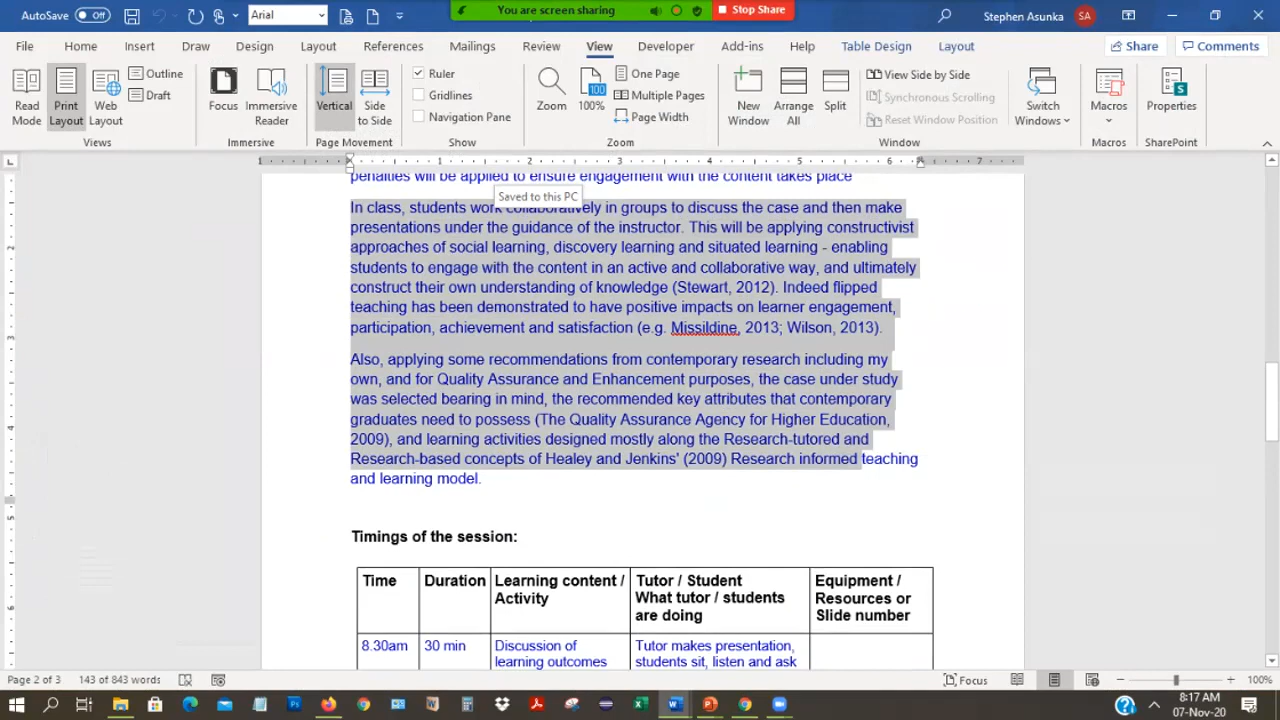 AutoSave Off Arial You are screen sharing Stop Share Stephen Asunka SA
File Home Insert Draw Design Layout References Mailings Review View Developer Add-ins Help Table Design Layout Share Comments
Read Mode
Print Layout
Web Layout
Outline
Draft
Views
Focus
Immersive Reader
Immersive
Vertical
Side to Side
Page Movement
Ruler
Gridlines
Navigation Pane
Show
Zoom
100
100%
One Page
Multiple Pages
Page Width
Zoom
New Window
Arrange All
Split
View Side by Side
Synchronous Scrolling
Reset Window Position
Window
Switch Windows
Macros
Macros
Properties
SharePoint
1 1 2 3 4 5 6 7
penalties will be applied to ensure engagement with the content takes place
Saved to this PC
In class, students work collaboratively in groups to discuss the case and then make
presentations under the guidance of the instructor. This will be applying constructivist
approaches of social learning, discovery learning and situated learning - enabling
students to engage with the content in an active and collaborative way, and ultimately
construct their own understanding of knowledge (Stewart, 2012). Indeed flipped
teaching has been demonstrated to have positive impacts on learner engagement,
participation, achievement and satisfaction (e.g. Missildine, 2013; Wilson, 2013).
Also, applying some recommendations from contemporary research including my
own, and for Quality Assurance and Enhancement purposes, the case under study
was selected bearing in mind, the recommended key attributes that contemporary
graduates need to possess (The Quality Assurance Agency for Higher Education,
2009), and learning activities designed mostly along the Research-tutored and
Research-based concepts of Healey and Jenkins' (2009) Research informed teaching
and learning model.
Timings of the session:
Time Duration Learning content / Tutor / Student Equipment /
Activity What tutor / students Resources or
are doing Slide number
8.30am 30 min Discussion of Tutor makes presentation,
learning outcomes students sit, listen and ask
Page 2 of 3 143 of 843 words Focus 100%
8:17 AM
07-Nov-20